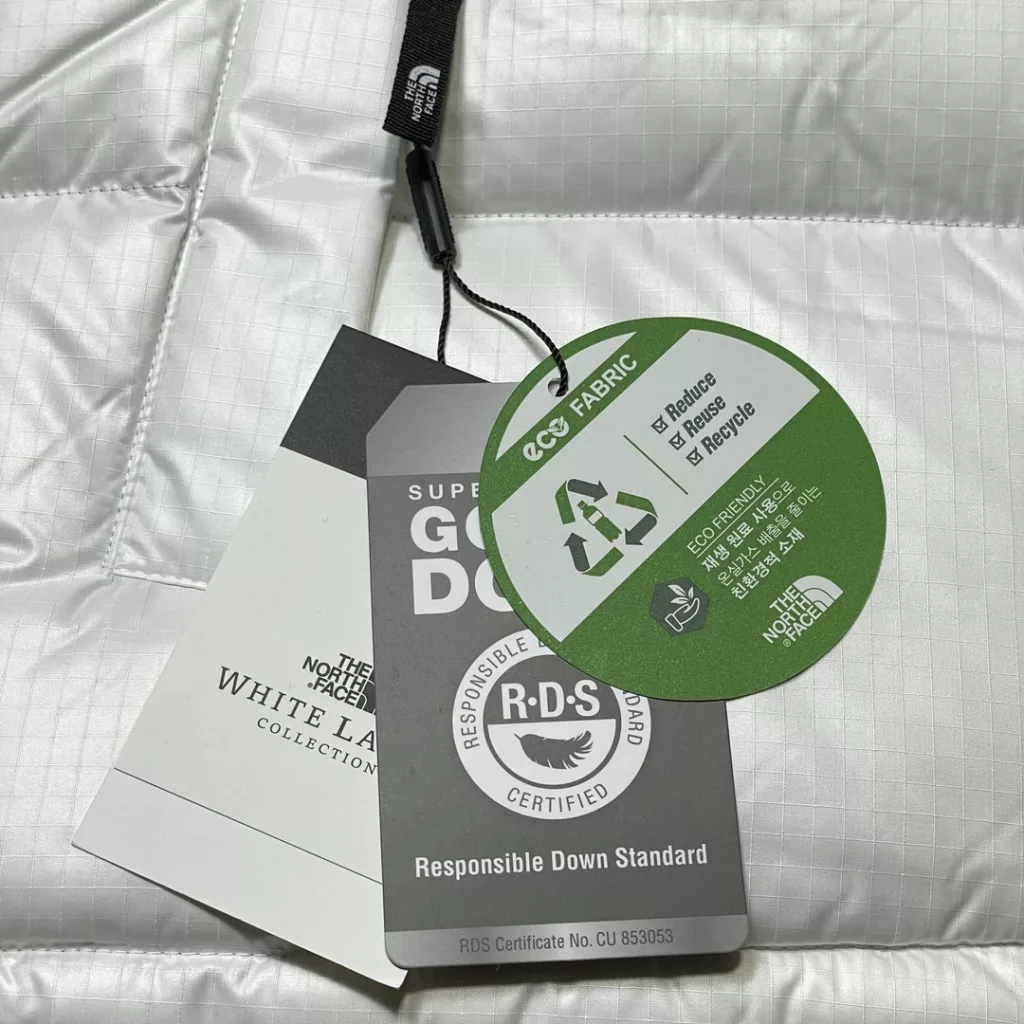 THE
NORTH
FACE
eco FABRIC
Reduce
Reuse
Recycle
ECO FRIENDLY
재생 원료 사용으로
온실가스 배출을 줄이는
친환경적 소재
THE
NORTH
FACE
THE
NORTH
FACE
WHITE LA
COLLECTION
SUPE
GO
DO
RESPONSIBLE D
DARD
R·D·S
CERTIFIED
Responsible Down Standard
RDS Certificate No. CU 853053